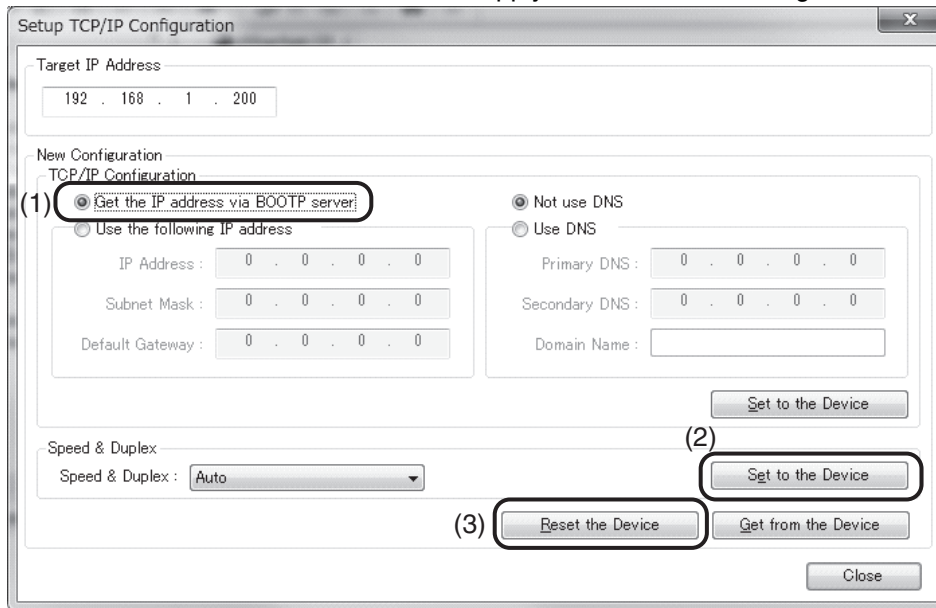 Setup TCP/IP Configuration
x
Target IP Address
192 . 168 . 1 . 200
New Configuration
TCP/IP Configuration
(1) Get the IP address via BOOTP server
Use the following IP address
IP Address : 0 . 0 . 0 . 0
Subnet Mask : 0 . 0 . 0 . 0
Default Gateway : 0 . 0 . 0 . 0
Not use DNS
Use DNS
Primary DNS : 0 . 0 . 0 . 0
Secondary DNS : 0 . 0 . 0 . 0
Domain Name :
Set to the Device
Speed & Duplex
Speed & Duplex : Auto
(2)
Set to the Device
(3) Reset the Device
Get from the Device
Close